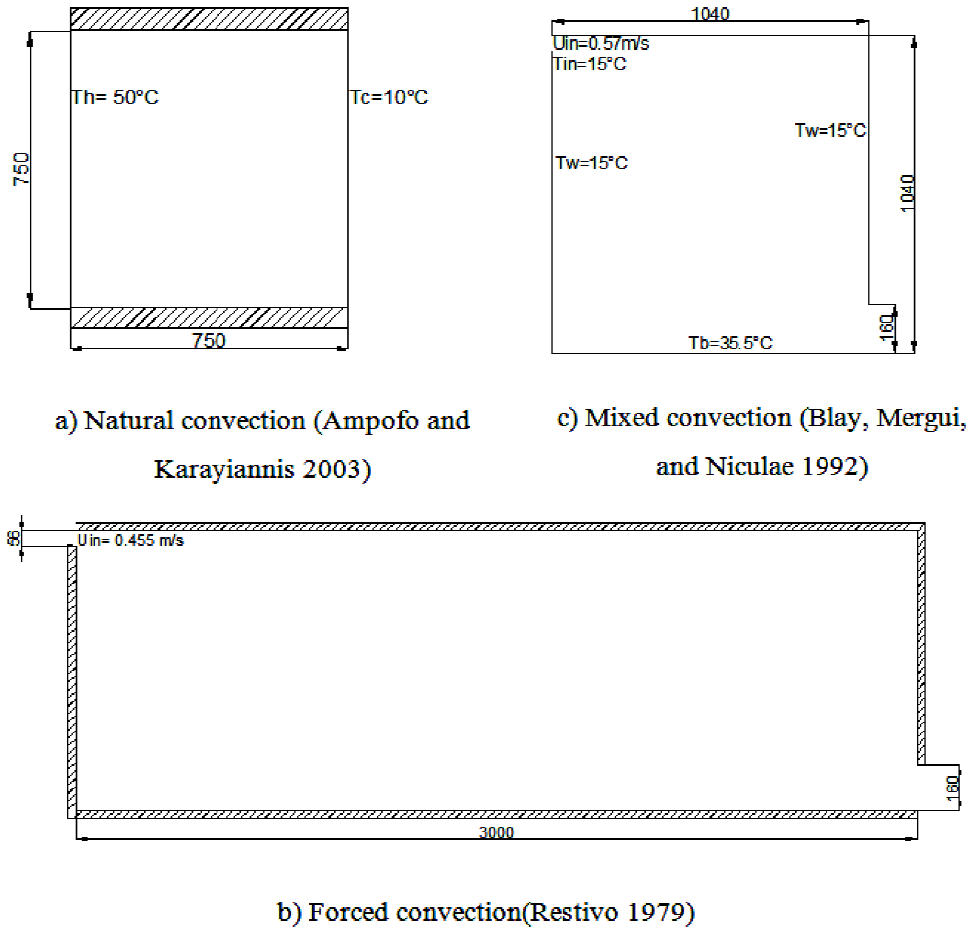 Th= 50°C
Tc=10°C
750
750
a) Natural convection (Ampofo and
Karayiannis 2003)
1040
Uin=0.57m/s
Tin=15°C
Tw=15°C
Tw=15°C
1040
160
Tb=35.5°C
c) Mixed convection (Blay, Mergui,
and Niculae 1992)
56
Uin= 0.455 m/s
160
3000
b) Forced convection(Restivo 1979)